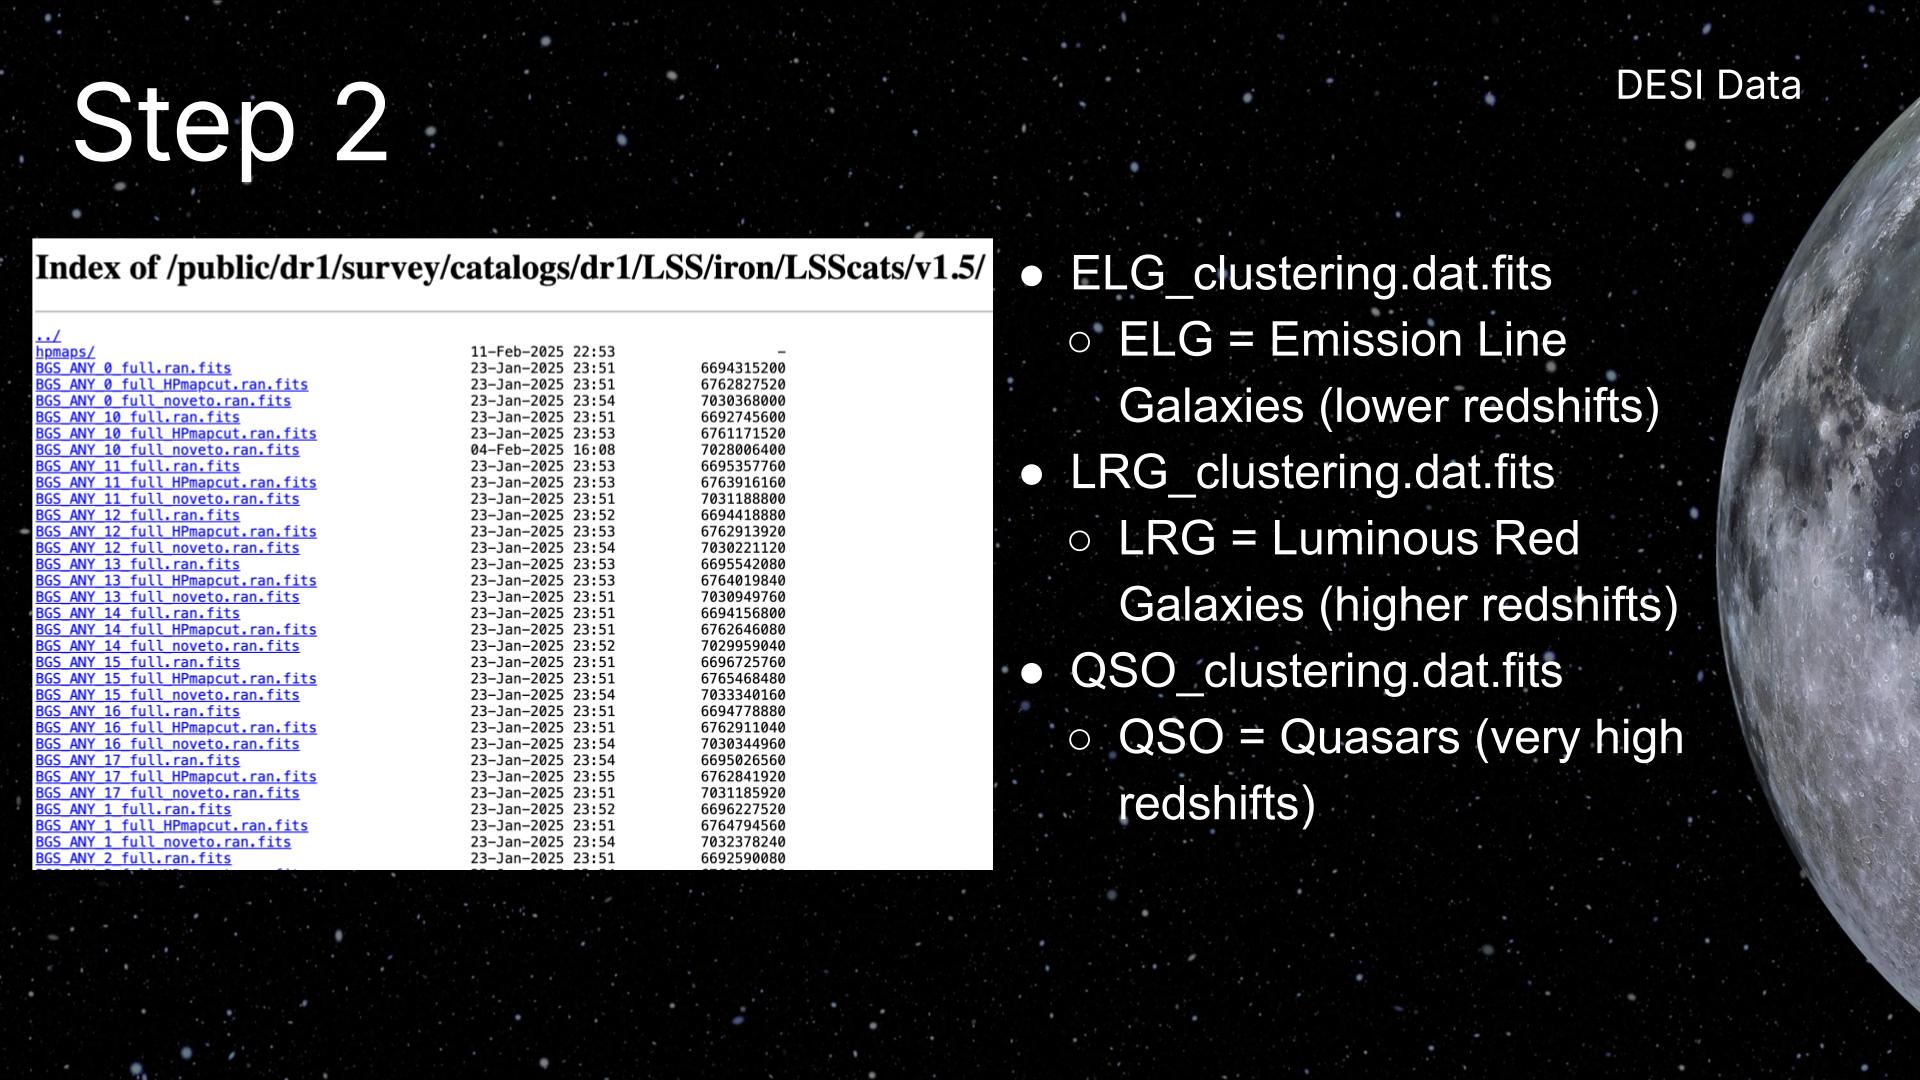 Step 2
DESI Data
Index of /public/dr1/survey/catalogs/dr1/LSS/iron/LSScats/v1.5/
../
hpmaps/ 11-Feb-2025 22:53 -
BGS_ANY_0_full.ran.fits 23-Jan-2025 23:51 6694315200
BGS_ANY_0_full_HPmapcut.ran.fits 23-Jan-2025 23:51 6762827520
BGS_ANY_0_full_noveto.ran.fits 23-Jan-2025 23:54 7030368000
BGS_ANY_10_full.ran.fits 23-Jan-2025 23:51 6692745600
BGS_ANY_10_full_HPmapcut.ran.fits 23-Jan-2025 23:53 6761171520
BGS_ANY_10_full_noveto.ran.fits 04-Feb-2025 16:08 7028006400
BGS_ANY_11_full.ran.fits 23-Jan-2025 23:53 6695357760
BGS_ANY_11_full_HPmapcut.ran.fits 23-Jan-2025 23:53 6763916160
BGS_ANY_11_full_noveto.ran.fits 23-Jan-2025 23:51 7031188800
BGS_ANY_12_full.ran.fits 23-Jan-2025 23:52 6694418880
BGS_ANY_12_full_HPmapcut.ran.fits 23-Jan-2025 23:53 6762913920
BGS_ANY_12_full_noveto.ran.fits 23-Jan-2025 23:54 7030221120
BGS_ANY_13_full.ran.fits 23-Jan-2025 23:53 6695542080
BGS_ANY_13_full_HPmapcut.ran.fits 23-Jan-2025 23:53 6764019840
BGS_ANY_13_full_noveto.ran.fits 23-Jan-2025 23:51 7030949760
BGS_ANY_14_full.ran.fits 23-Jan-2025 23:51 6694156800
BGS_ANY_14_full_HPmapcut.ran.fits 23-Jan-2025 23:51 6762646080
BGS_ANY_14_full_noveto.ran.fits 23-Jan-2025 23:52 7029959040
BGS_ANY_15_full.ran.fits 23-Jan-2025 23:51 6696725760
BGS_ANY_15_full_HPmapcut.ran.fits 23-Jan-2025 23:51 6765468480
BGS_ANY_15_full_noveto.ran.fits 23-Jan-2025 23:54 7033340160
BGS_ANY_16_full.ran.fits 23-Jan-2025 23:51 6694778880
BGS_ANY_16_full_HPmapcut.ran.fits 23-Jan-2025 23:51 6762911040
BGS_ANY_16_full_noveto.ran.fits 23-Jan-2025 23:54 7030344960
BGS_ANY_17_full.ran.fits 23-Jan-2025 23:54 6695026560
BGS_ANY_17_full_HPmapcut.ran.fits 23-Jan-2025 23:55 6762841920
BGS_ANY_17_full_noveto.ran.fits 23-Jan-2025 23:51 7031185920
BGS_ANY_1_full.ran.fits 23-Jan-2025 23:52 6696227520
BGS_ANY_1_full_HPmapcut.ran.fits 23-Jan-2025 23:51 6764794560
BGS_ANY_1_full_noveto.ran.fits 23-Jan-2025 23:54 7032378240
BGS_ANY_2_full.ran.fits 23-Jan-2025 23:51 6692590080
● ELG_clustering.dat.fits
○ ELG = Emission Line
Galaxies (lower redshifts)
● LRG_clustering.dat.fits
○ LRG = Luminous Red
Galaxies (higher redshifts)
● QSO_clustering.dat.fits
○ QSO = Quasars (very high
redshifts)